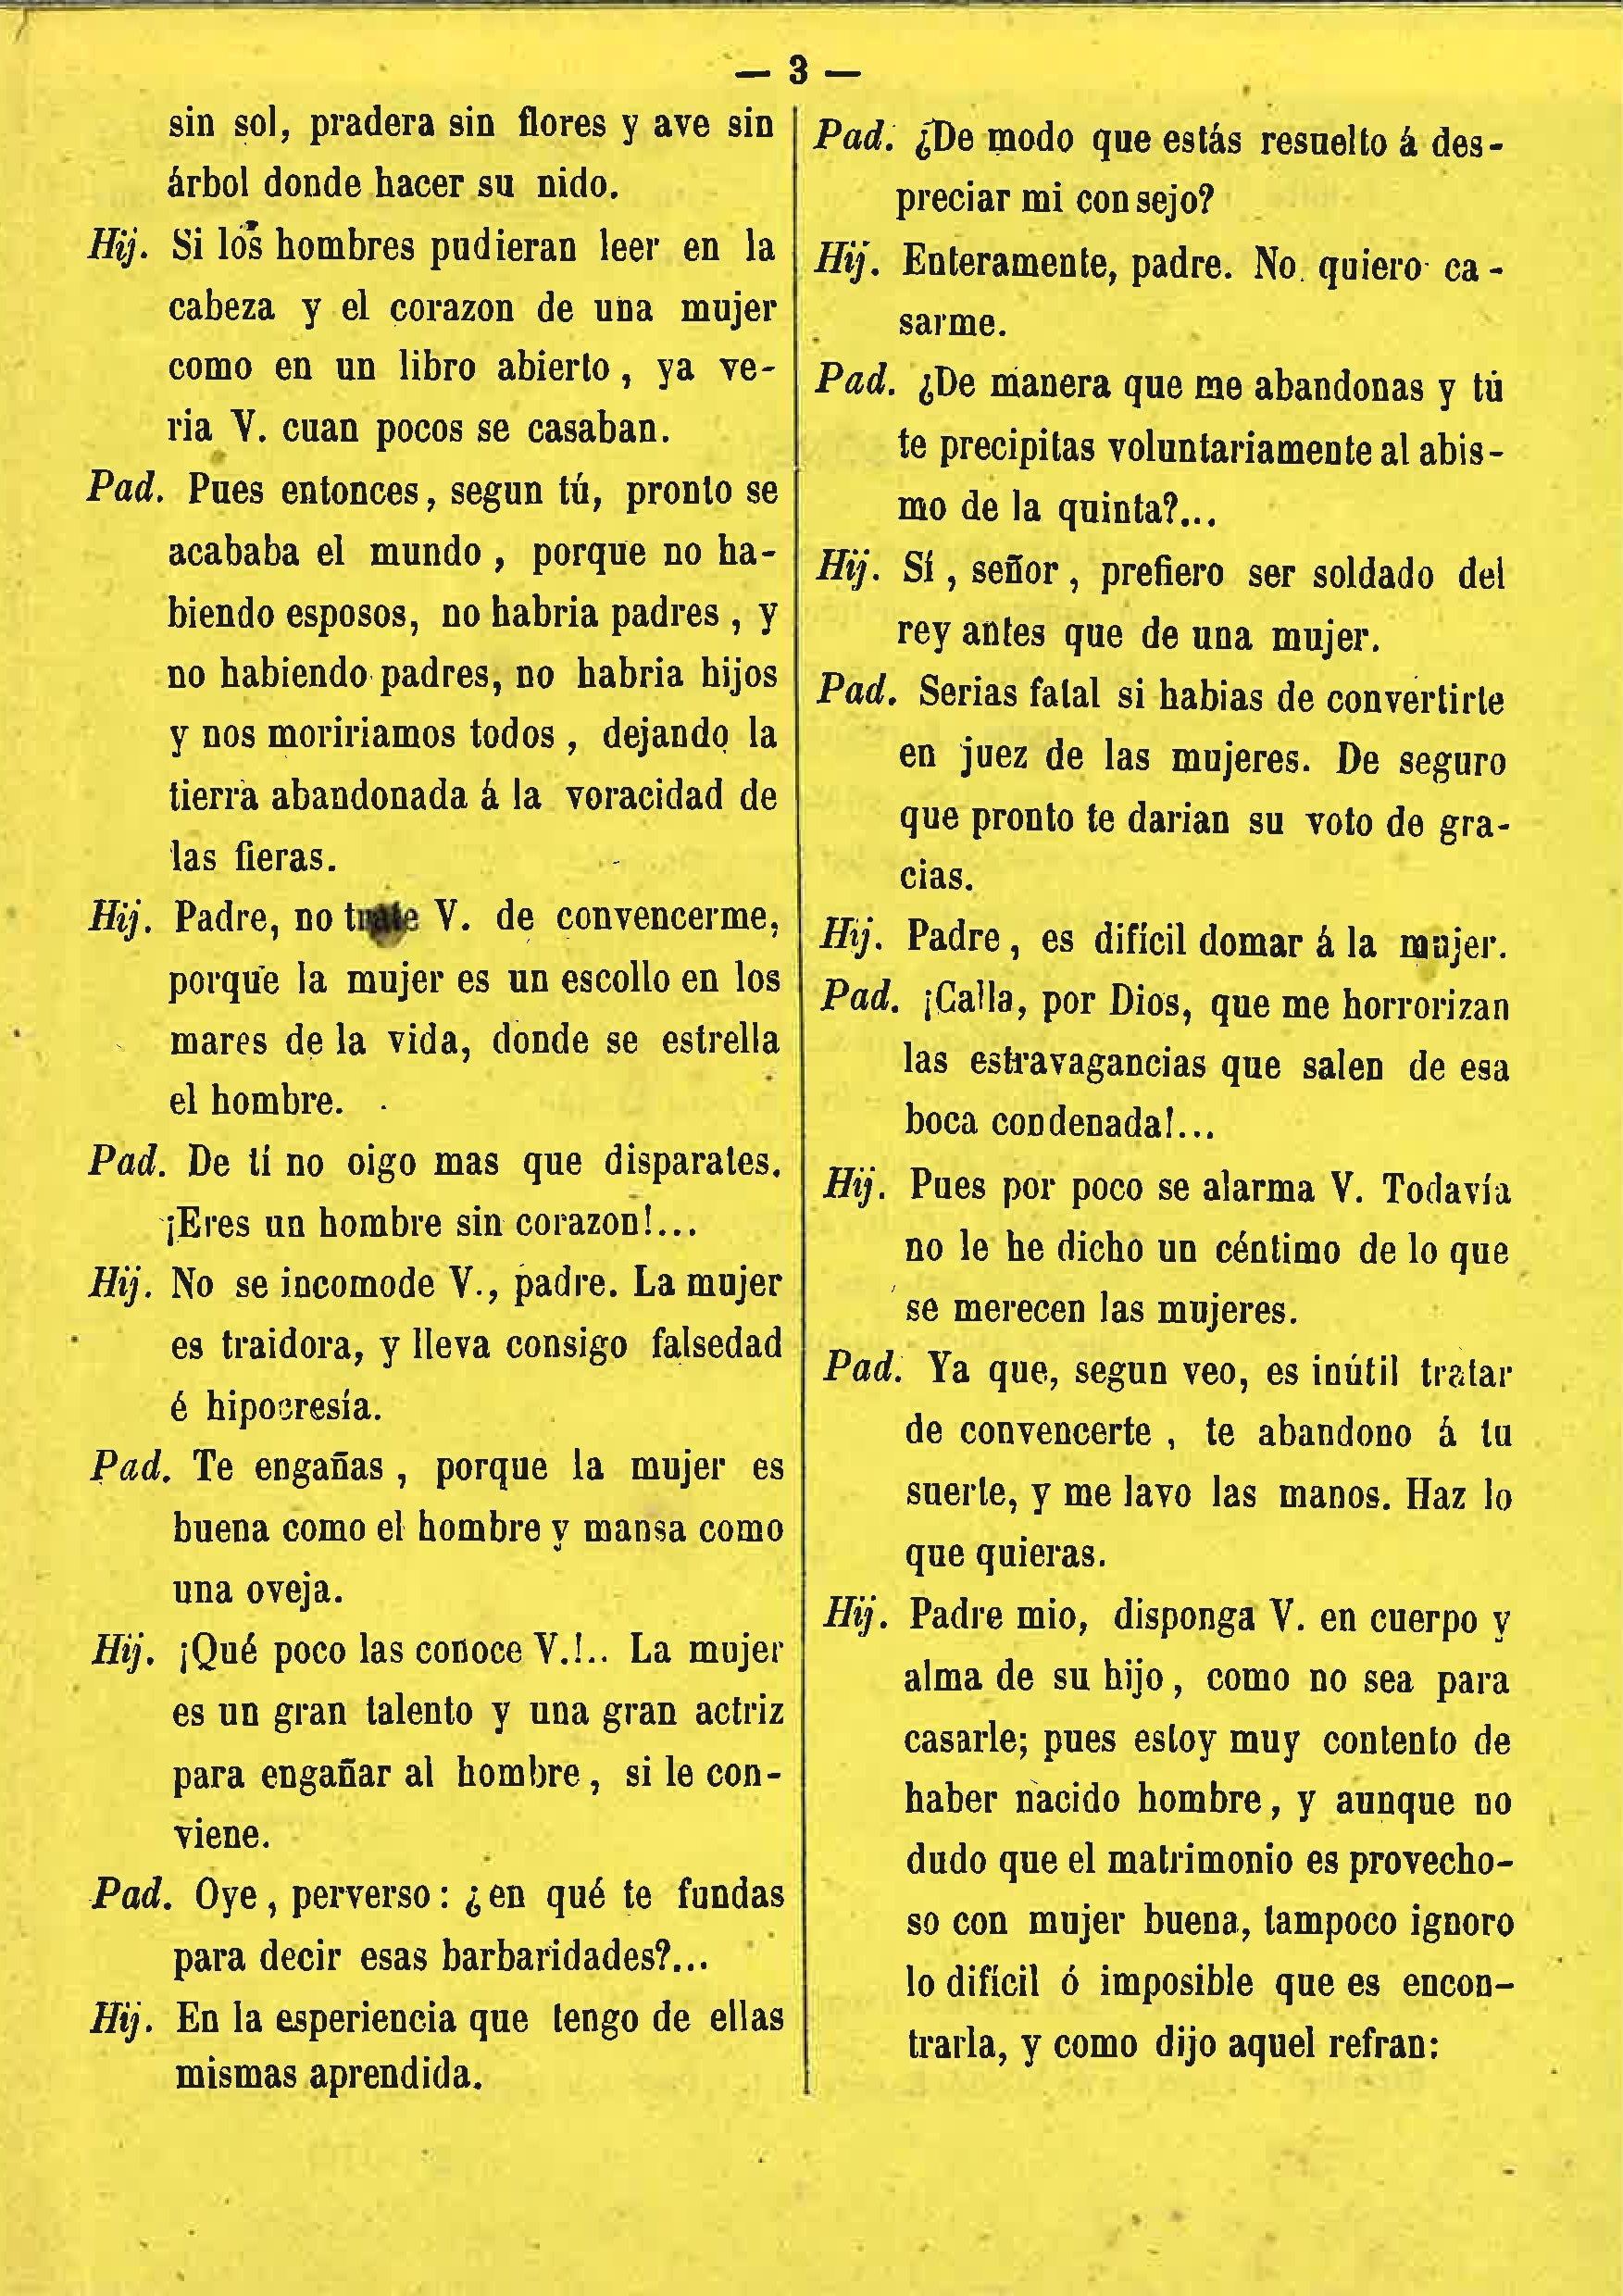 — 3 —
sin sol, pradera sin flores y ave sin
árbol donde hacer su nido.
Hij. Si los hombres pudieran leer en la
cabeza y el corazon de una mujer
como en un libro abierto, ya ve-
ria V. cuan pocos se casaban.
Pad. Pues entonces, segun tú, pronto se
acababa el mundo, porque no ha-
biendo esposos, no habria padres, y
no habiendo padres, no habria hijos
y nos moririamos todos, dejando la
tierra abandonada á la voracidad de
las fieras.
Hij. Padre, no trate V. de convencerme,
porque la mujer es un escollo en los
mares de la vida, donde se estrella
el hombre.
Pad. De tí no oigo mas que disparates.
¡Eres un hombre sin corazon!...
Hij. No se incomode V., padre. La mujer
es traidora, y lleva consigo falsedad
é hipocresía.
Pad. Te engañas, porque la mujer es
buena como el hombre y mansa como
una oveja.
Hij. ¡Qué poco las conoce V.!.. La mujer
es un gran talento y una gran actriz
para engañar al hombre, si le con-
viene.
Pad. Oye, perverso: ¿en qué te fundas
para decir esas barbaridades?...
Hij. En la esperiencia que tengo de ellas
mismas aprendida.
Pad. ¿De modo que estás resuelto á des-
preciar mi consejo?
Hij. Enteramente, padre. No quiero ca-
sarme.
Pad. ¿De manera que me abandonas y tú
te precipitas voluntariamente al abis-
mo de la quinta?...
Hij. Sí, señor, prefiero ser soldado del
rey antes que de una mujer.
Pad. Serias fatal si habias de convertirte
en juez de las mujeres. De seguro
que pronto te darian su voto de gra-
cias.
Hij. Padre, es difícil domar á la mujer.
Pad. ¡Calla, por Dios, que me horrorizan
las estravagancias que salen de esa
boca condenada!...
Hij. Pues por poco se alarma V. Todavía
no le he dicho un céntimo de lo que
se merecen las mujeres.
Pad. Ya que, segun veo, es inútil tratar
de convencerte, te abandono á tu
suerte, y me lavo las manos. Haz lo
que quieras.
Hij. Padre mio, disponga V. en cuerpo y
alma de su hijo, como no sea para
casarle; pues estoy muy contento de
haber nacido hombre, y aunque no
dudo que el matrimonio es provecho-
so con mujer buena, tampoco ignoro
lo difícil ó imposible que es encon-
trarla, y como dijo aquel refran: